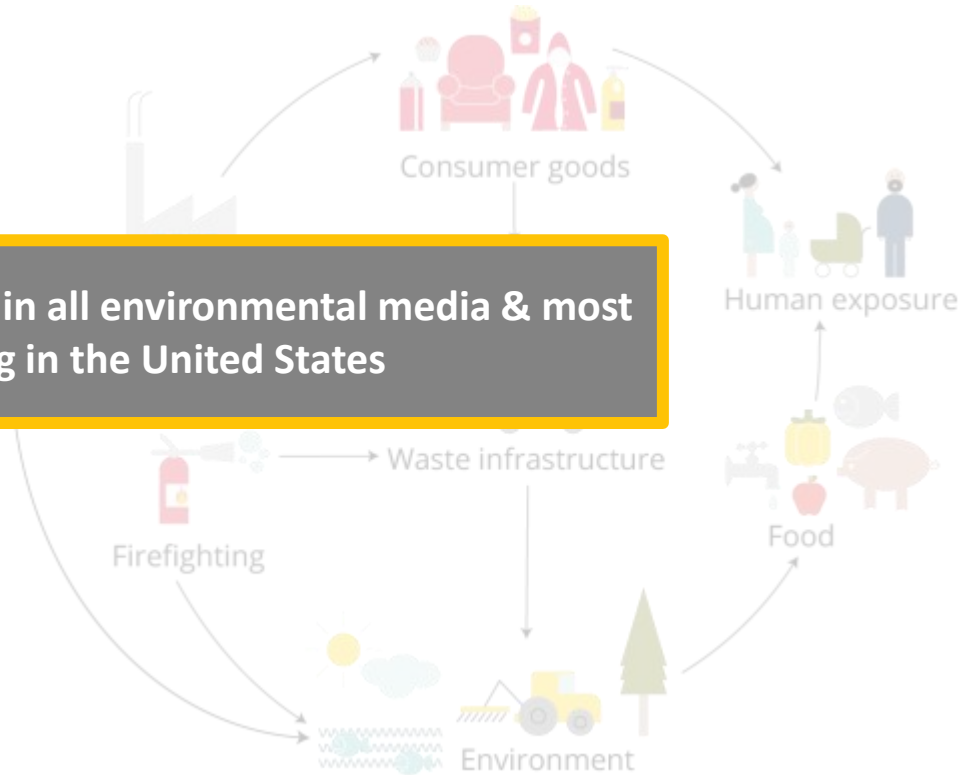 Consumer goods
in all environmental media & most
g in the United States
Human exposure
Waste infrastructure
Firefighting
Food
Environment